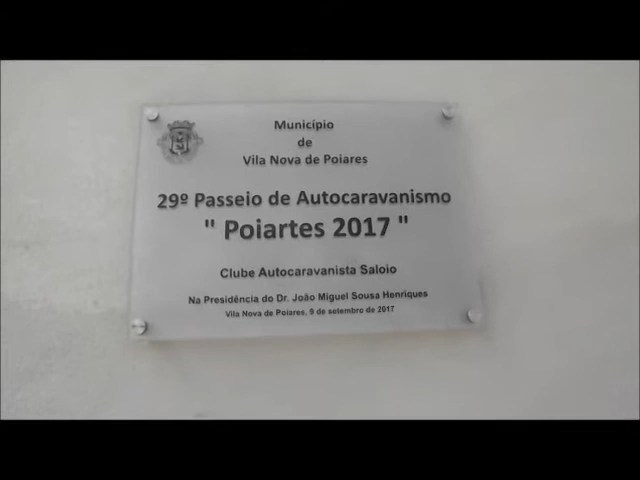 Município
de
Vila Nova de Poiares
29º Passeio de Autocaravanismo
" Poiartes 2017 "
Clube Autocaravanista Saloio
Na Presidência do Dr. João Miguel Sousa Henriques
Vila Nova de Poiares, 9 de setembro de 2017